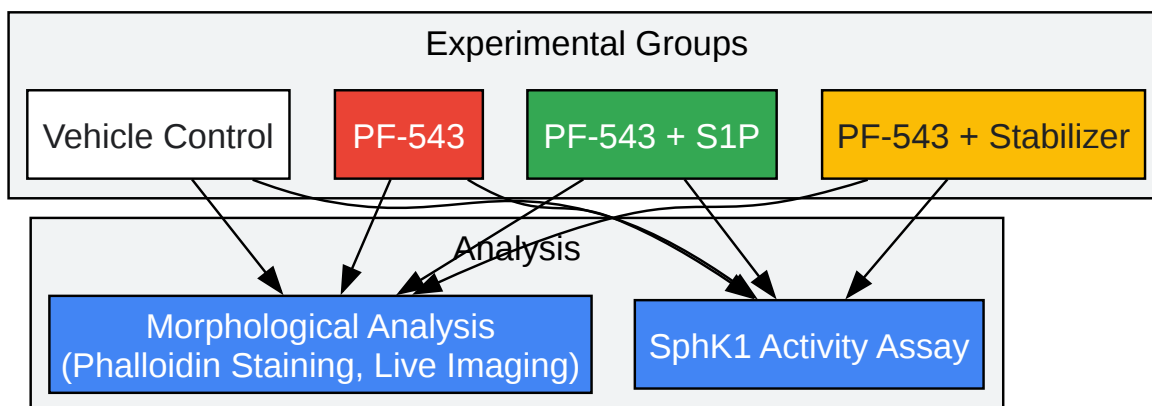 Experimental Groups
Vehicle Control
PF-543
PF-543 + S1P
PF-543 + Stabilizer
Analysis
Morphological Analysis
(Phalloidin Staining, Live Imaging)
SphK1 Activity Assay